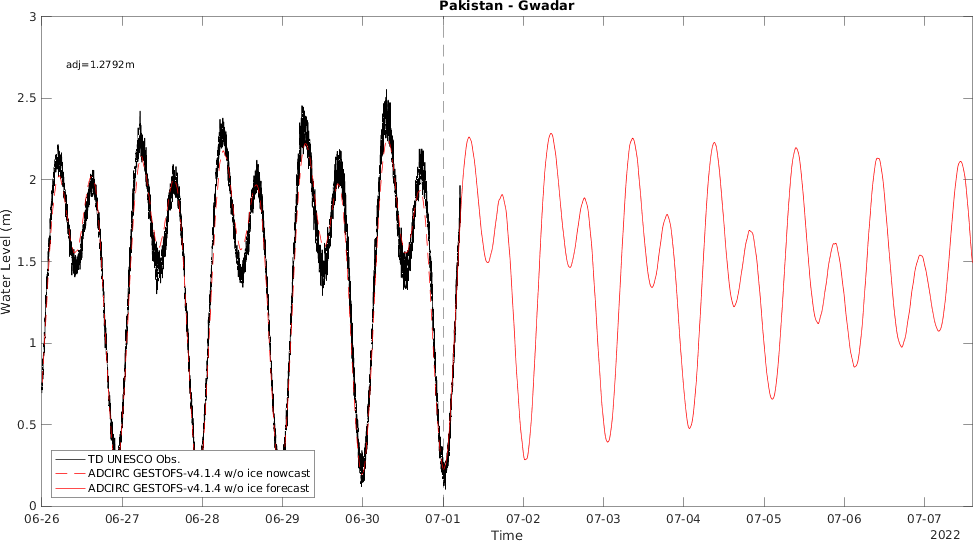 Pakistan - Gwadar
3
adj=1.2792m
2.5
2
1.5
1
0.5
0
Water Level (m)
TD UNESCO Obs.
ADCIRC GESTOFS-v4.1.4 w/o ice nowcast
ADCIRC GESTOFS-v4.1.4 w/o ice forecast
06-26 06-27 06-28 06-29 06-30 07-01 07-02 07-03 07-04 07-05 07-06 07-07
Time
2022